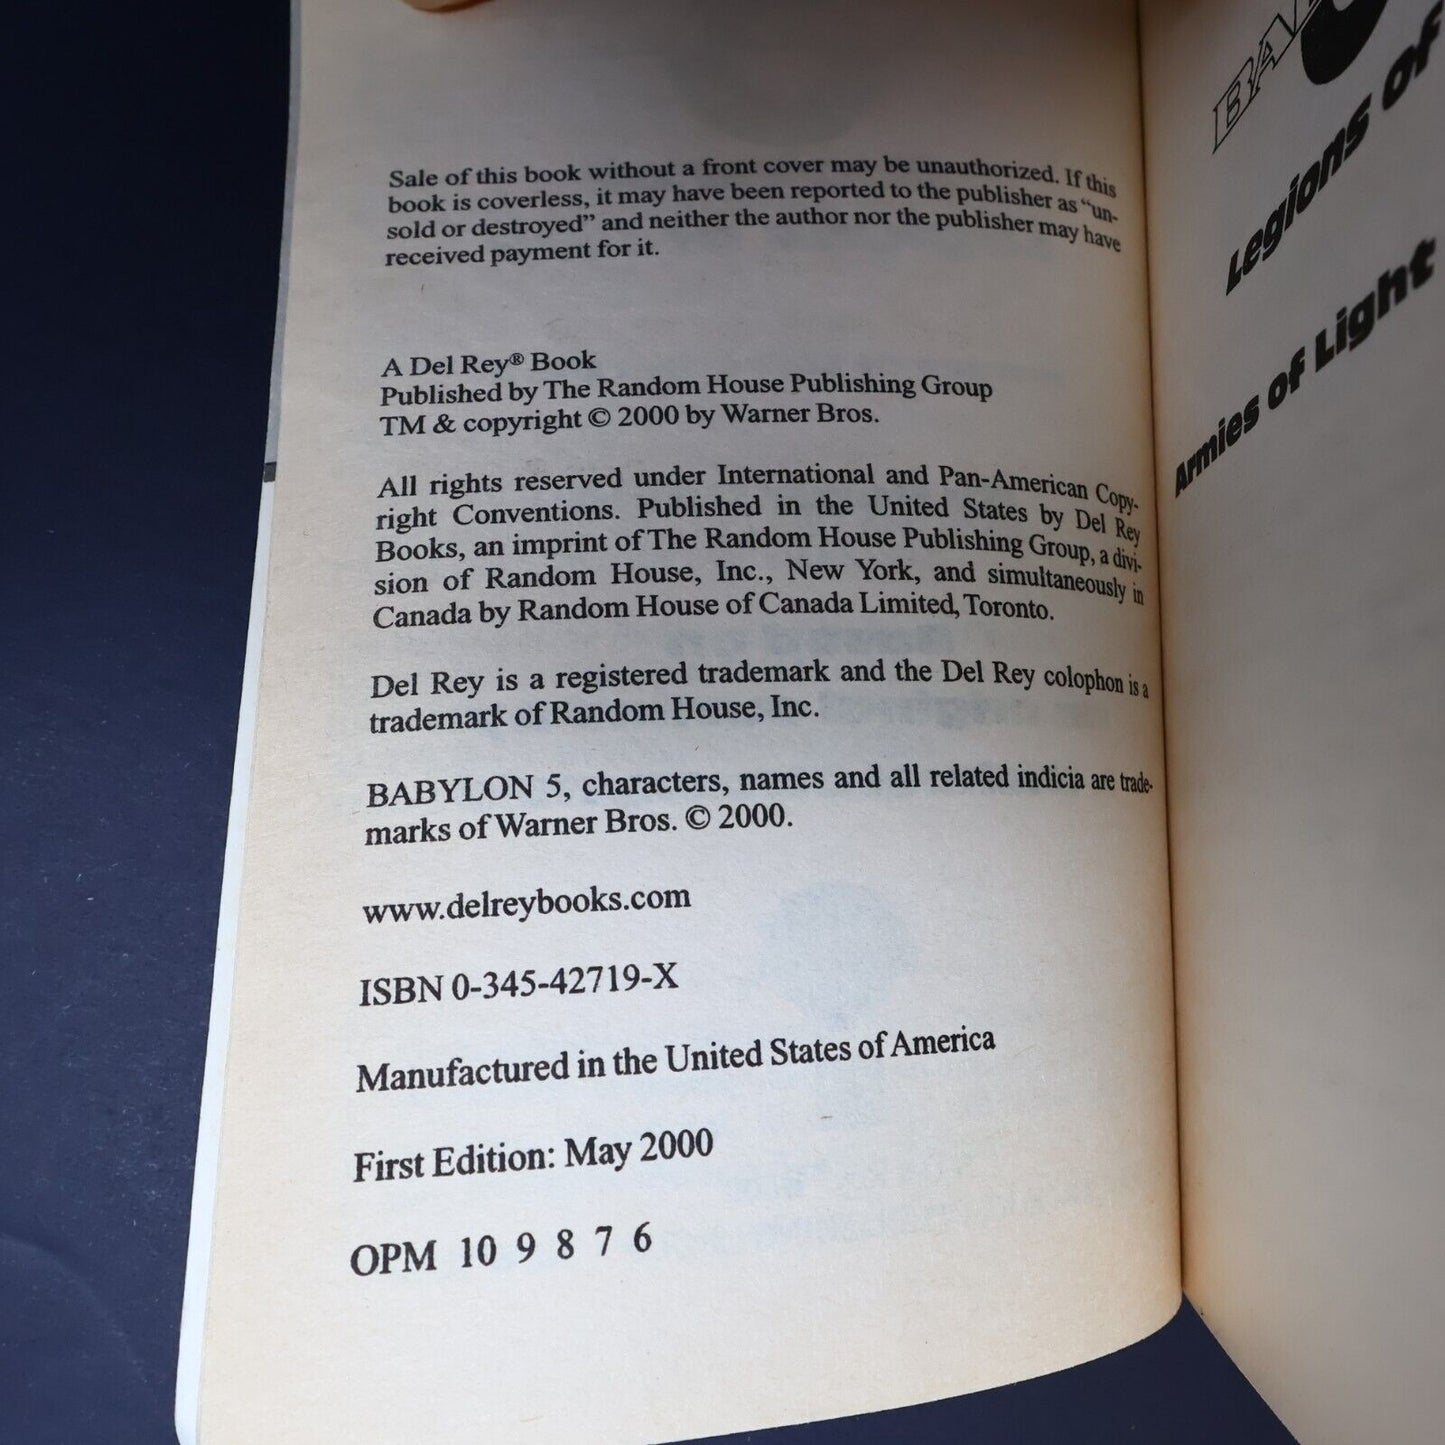 Sale of this book without a front cover may be unauthorized. If this
book is coverless, it may have been reported to the publisher as "un-
sold or destroyed" and neither the author nor the publisher may have
received payment for it.
A Del Rey® Book
Published by The Random House Publishing Group
TM & copyright © 2000 by Warner Bros.
All rights reserved under International and Pan-American Copy-
right Conventions. Published in the United States by Del Rey
Books, an imprint of The Random House Publishing Group, a divi-
sion of Random House, Inc., New York, and simultaneously in
Canada by Random House of Canada Limited, Toronto.
Del Rey is a registered trademark and the Del Rey colophon is a
trademark of Random House, Inc.
BABYLON 5, characters, names and all related indicia are trade-
marks of Warner Bros. © 2000.
www.delreybooks.com
ISBN 0-345-42719-X
Manufactured in the United States of America
First Edition: May 2000
OPM 10 9 8 7 6
Legions of
Armies of Light